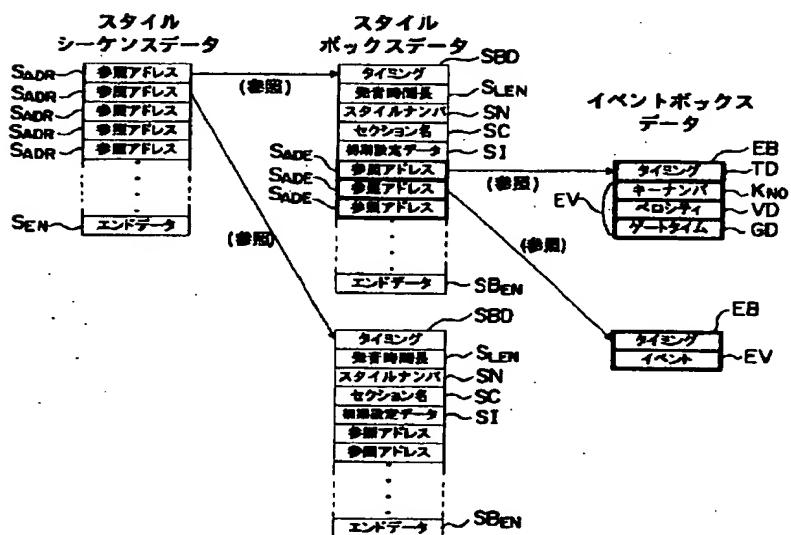 スタイル
シーケンスデータ
SADR 参照アドレス
SADR 参照アドレス
SADR 参照アドレス
SADR 参照アドレス
SADR 参照アドレス
SEN エンドデータ
(参照)
(参照)
スタイル
ボックスデータ
SBD
タイミング
発音時間長 SLEN
スタイルナンバ SN
セクション名 SC
初期設定データ SI
SADE 参照アドレス
SADE 参照アドレス
SADE 参照アドレス
エンドデータ SBEN
(参照)
(参照)
SBD
タイミング
発音時間長 SLEN
スタイルナンバ SN
セクション名 SC
初期設定データ SI
参照アドレス
参照アドレス
エンドデータ SBEN
イベントボックス
データ
EB
タイミング TD
EV
キーナンバ KNO
ベロシティ VD
ゲートタイム GD
EB
タイミング
イベント EV